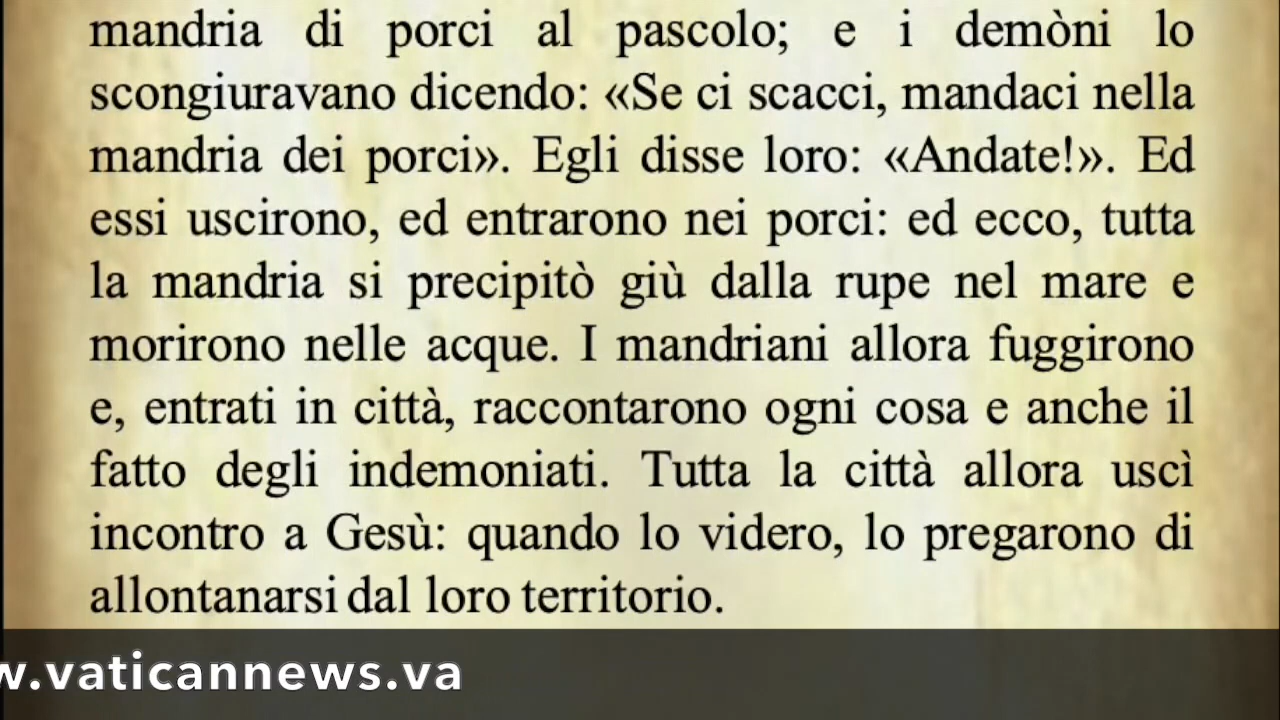 mandria di porci al pascolo; e i demòni lo
scongiuravano dicendo: «Se ci scacci, mandaci nella
mandria dei porci». Egli disse loro: «Andate!». Ed
essi uscirono, ed entrarono nei porci: ed ecco, tutta
la mandria si precipitò giù dalla rupe nel mare e
morirono nelle acque. I mandriani allora fuggirono
e, entrati in città, raccontarono ogni cosa e anche il
fatto degli indemoniati. Tutta la città allora uscì
incontro a Gesù: quando lo videro, lo pregarono di
allontanarsi dal loro territorio.
w.vaticannews.va